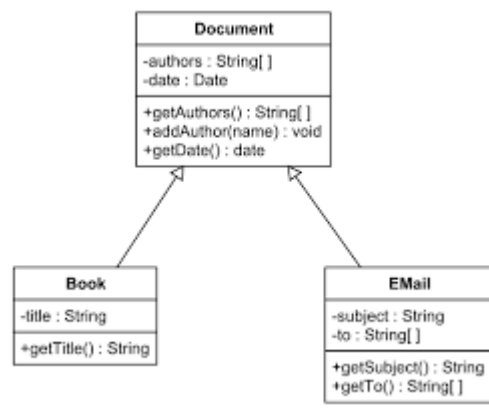 Document
-authors : String[ ]
-date : Date
+getAuthors() : String[ ]
+addAuthor(name) : void
+getDate() : date
Book
-title : String
+getTitle() : String
EMail
-subject : String
-to : String[ ]
+getSubject() : String
+getTo() : String[ ]